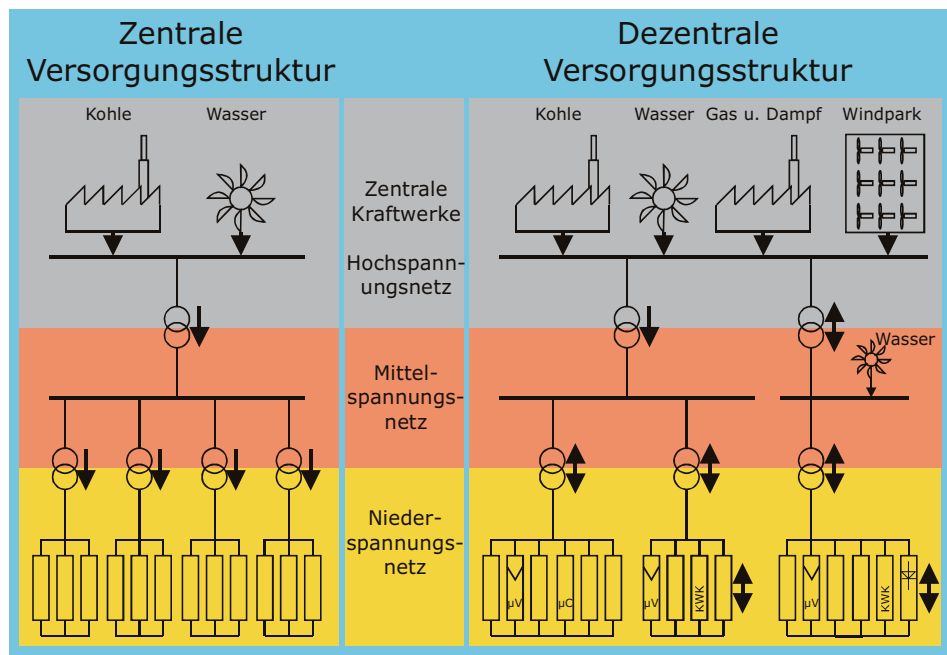 Zentrale
Versorgungsstruktur
Dezentrale
Versorgungsstruktur
Kohle
Wasser
Kohle
Wasser
Gas u. Dampf
Windpark
Zentrale
Kraftwerke
Hochspann-
ungsnetz
Wasser
Mittel-
spannungs-
netz
Nieder-
spannungs-
netz
µV
µC
µV
KWK
µV
KWK